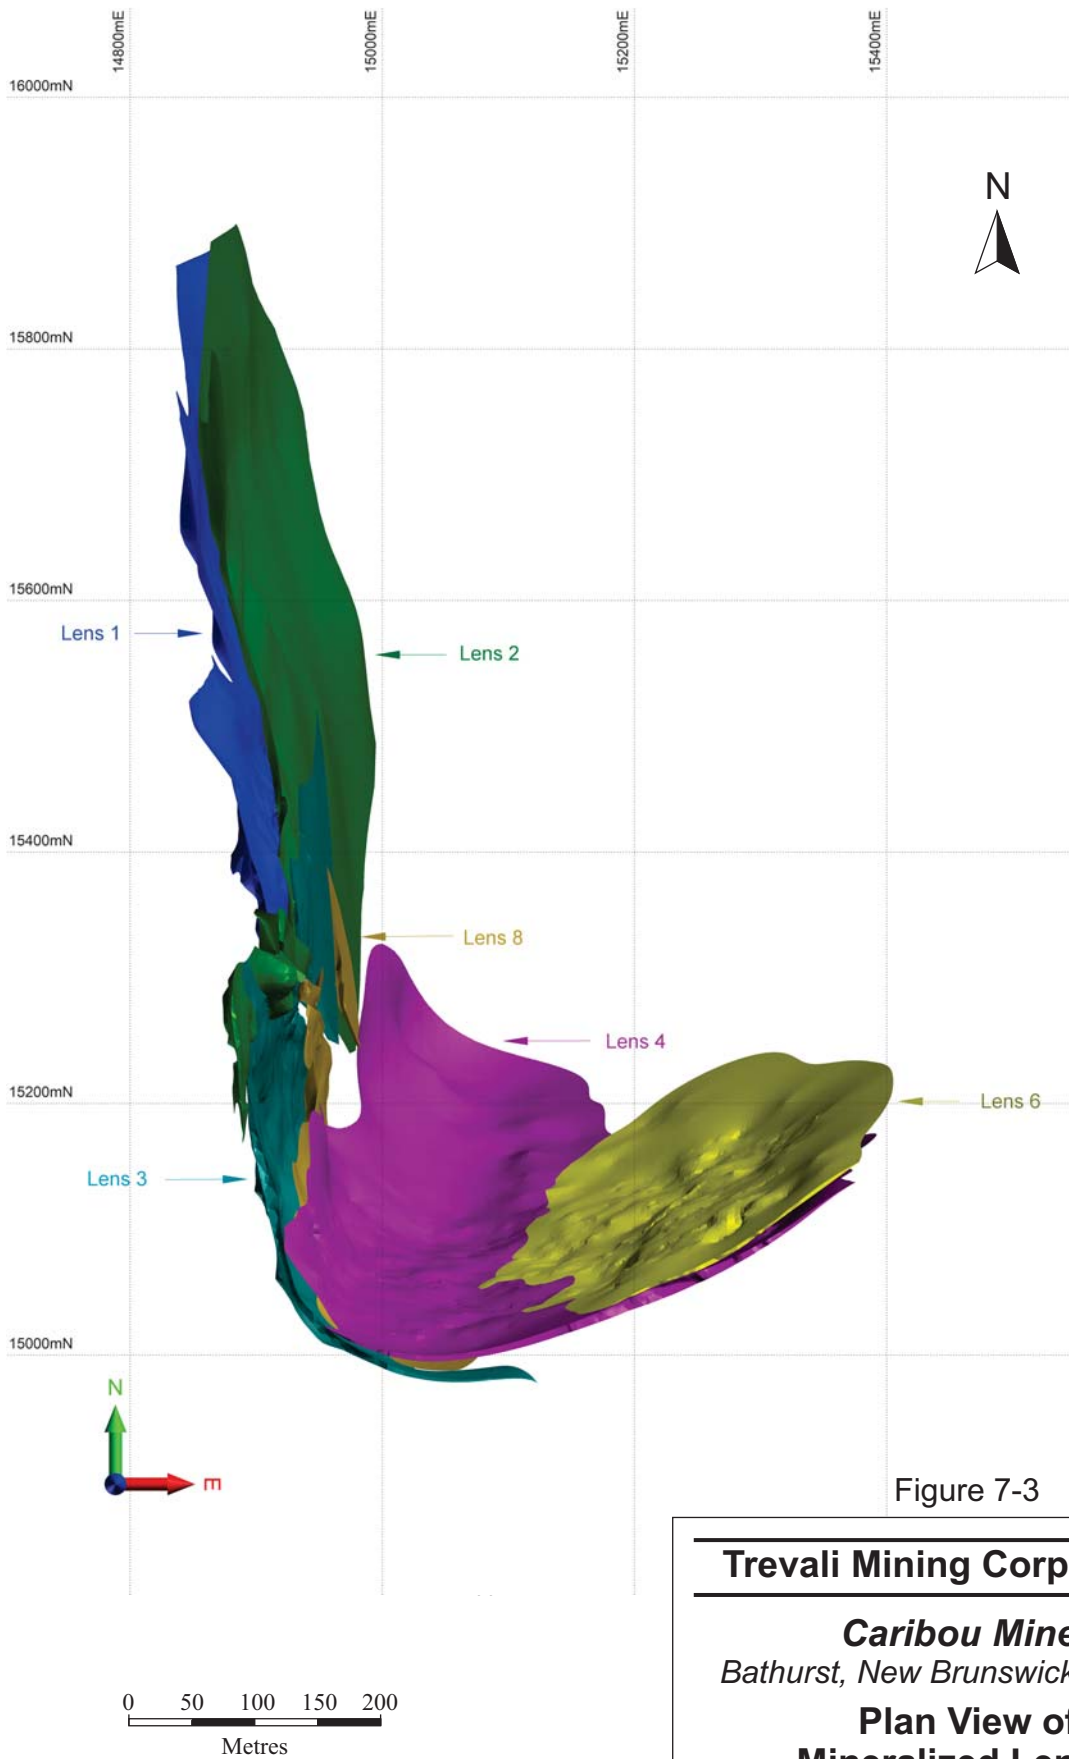 14800mE
15000mE
15200mE
15400mE
16000mN
N
15800mN
15600mN
Lens 1
Lens 2
15400mN
Lens 8
Lens 4
15200mN
Lens 6
Lens 3
15000mN
N
E
Figure 7-3
Trevali Mining Corp
Caribou Mine
Bathurst, New Brunswick
0 50 100 150 200
Metres
Plan View of
Mineralized Len